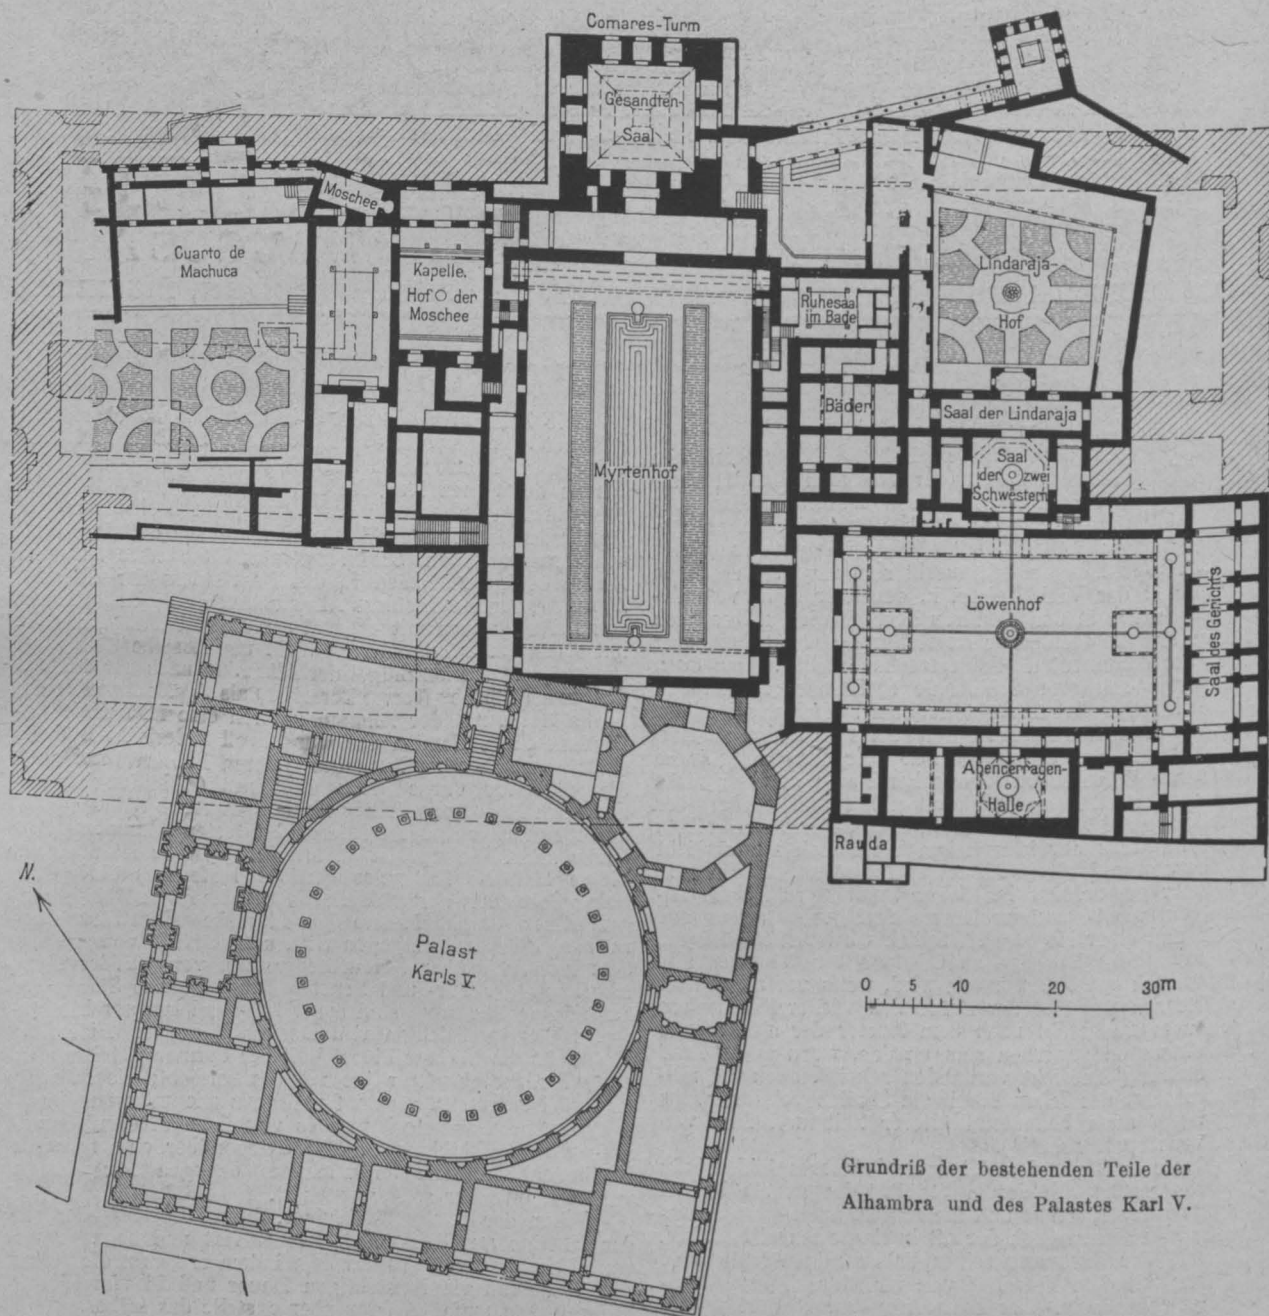 Comares-Turm
Gesandten-
Saal
Moschee
Cuarto de
Machuca
Kapelle,
Hof der
Moschee
Ruhesaal
im Bade
Lindaraja-
Hof
Bäder
Saal der Lindaraja
Saal
der zwei
Schwestern
Myrtenhof
Löwenhof
Saal des Gerichts
Abencerragen-
Halle
Rauda
N.
Palast
Karls V.
0 5 10 20 30m
Grundriß der bestehenden Teile der
Alhambra und des Palastes Karl V.